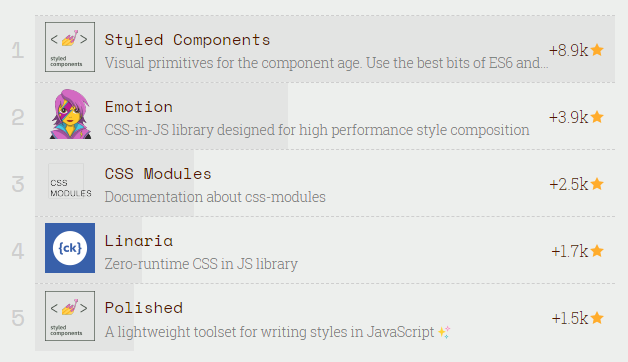 1
<💅>
styled
components
Styled Components
Visual primitives for the component age. Use the best bits of ES6 and...
+8.9k⭐
2
Emotion
CSS-in-JS library designed for high performance style composition
+3.9k⭐
3
CSS
MODULES
CSS Modules
Documentation about css-modules
+2.5k⭐
4
{ck}
Linaria
Zero-runtime CSS in JS library
+1.7k⭐
5
<💅>
styled
components
Polished
A lightweight toolset for writing styles in JavaScript ✨
+1.5k⭐